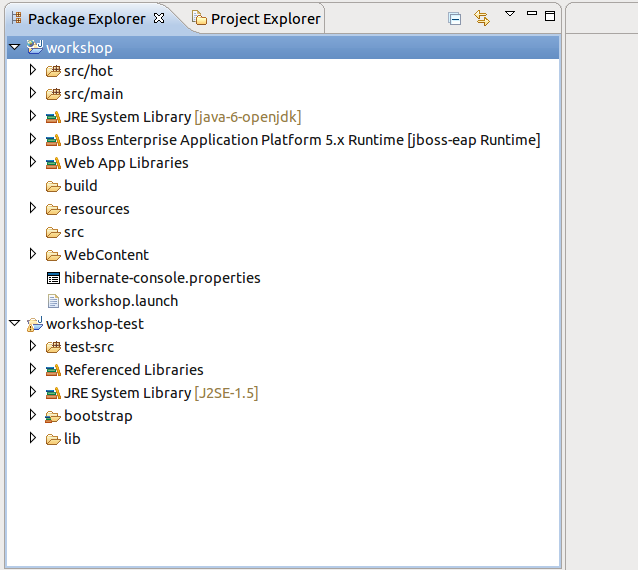 Package Explorer Project Explorer
workshop
src/hot
src/main
JRE System Library [java-6-openjdk]
JBoss Enterprise Application Platform 5.x Runtime [jboss-eap Runtime]
Web App Libraries
build
resources
src
WebContent
hibernate-console.properties
workshop.launch
workshop-test
test-src
Referenced Libraries
JRE System Library [J2SE-1.5]
bootstrap
lib